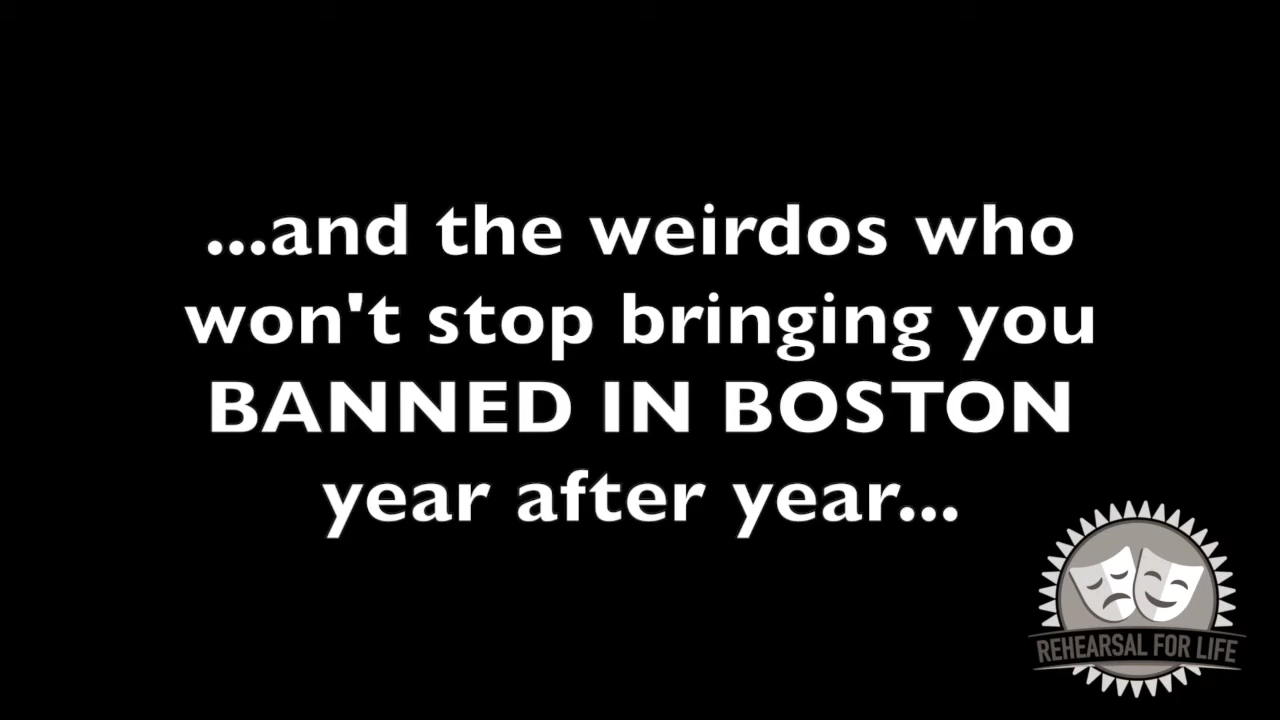 ...and the weirdos who
won't stop bringing you
BANNED IN BOSTON
year after year...
REHEARSAL FOR LIFE